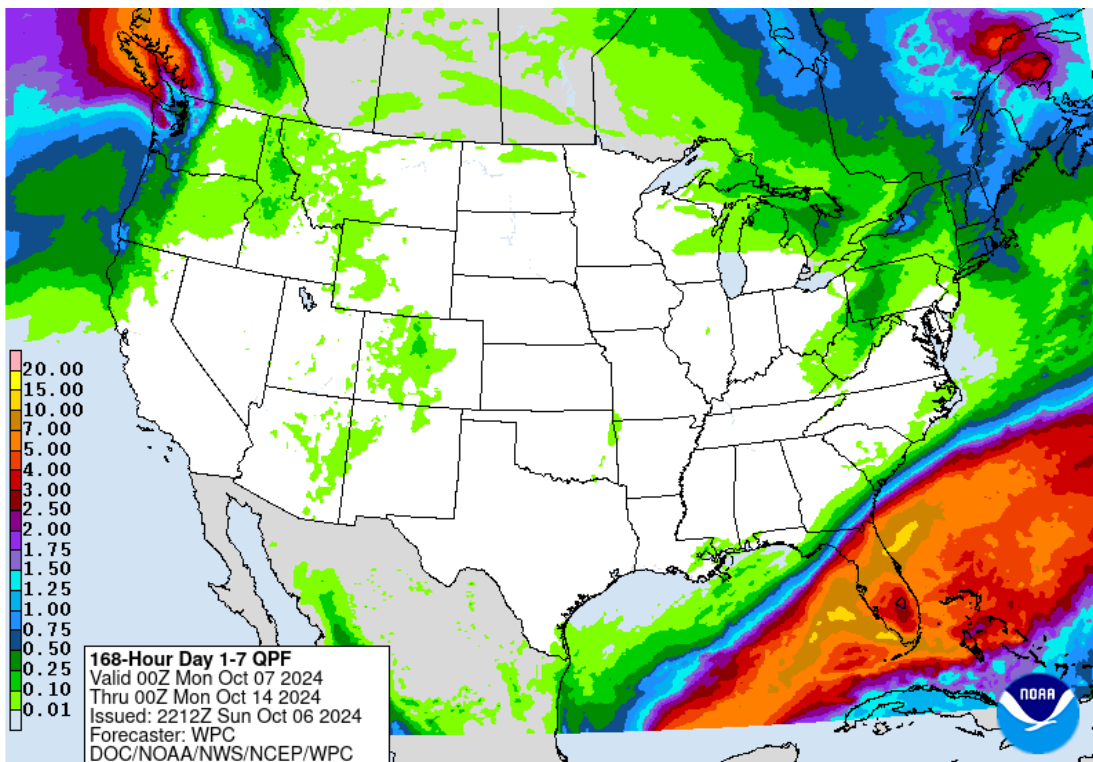 20.00
15.00
10.00
7.00
5.00
4.00
3.00
2.50
2.00
1.75
1.50
1.25
1.00
0.75
0.50
0.25
0.10
0.01
168-Hour Day 1-7 QPF
Valid 00Z Mon Oct 07 2024
Thru 00Z Mon Oct 14 2024
Issued: 2212Z Sun Oct 06 2024
Forecaster: WPC
DOC/NOAA/NWS/NCEP/WPC
NOAA